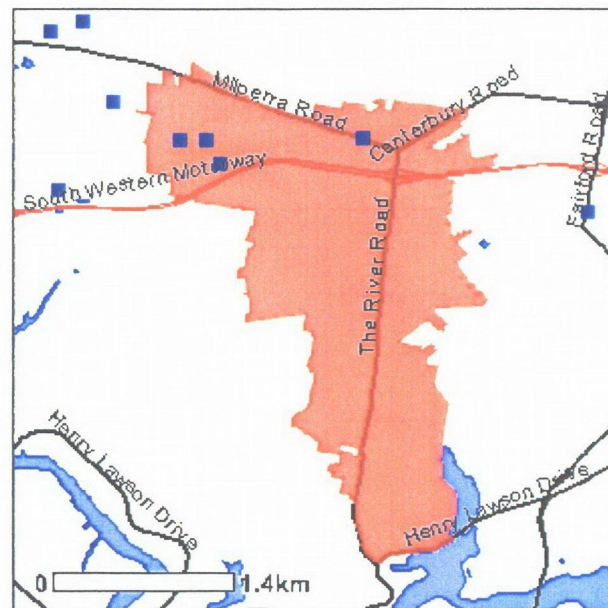 Milperra Road
Canterbury Road
Fairford Road
South Western Motorway
The River Road
Henry Lawson Drive
Henry Lawson Drive
0 1.4km